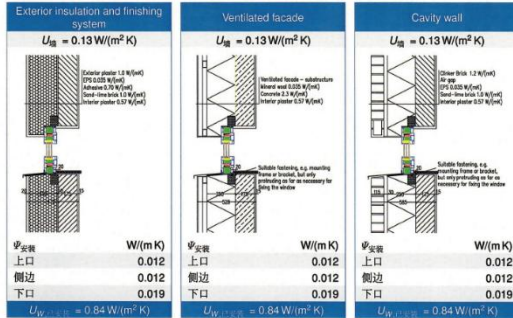 Exterior insulation and finishing
system
U墙 = 0.13 W/(m² K)
Exterior plaster 1.0 W/(mK)
EPS 0.035 W/(mK)
Adhesive 0.70 W/(mK)
Sand-lime brick 1.0 W/(mK)
Interior plaster 0.57 W/(mK)
Ψ安装 W/(m K)
上口 0.012
侧边 0.012
下口 0.019
= 0.84 W/(m² K)
Ventilated facade
U墙 = 0.13 W/(m² K)
Ventilated facade - substructure
Mineral wool 0.035 W/(mK)
Concrete 2.3 W/(mK)
Interior plaster 0.57 W/(mK)
Suitable fastening, e.g. mounting
frame or bracket, but only
protruding as far as necessary for
fixing the window
Ψ安装 W/(m K)
上口 0.012
侧边 0.012
下口 0.019
= 0.84 W/(m² K)
Cavity wall
U墙 = 0.13 W/(m² K)
Clinker Brick 1.2 W/(mK)
Air gap
EPS 0.035 W/(mK)
Sand-lime brick 1.0 W/(mK)
Interior plaster 0.57 W/(mK)
Suitable fastening, e.g.
mounting frame or bracket,
but only protruding as far as
necessary for fixing the window
Ψ安装 W/(m K)
上口 0.012
侧边 0.012
下口 0.019
= 0.84 W/(m² K)